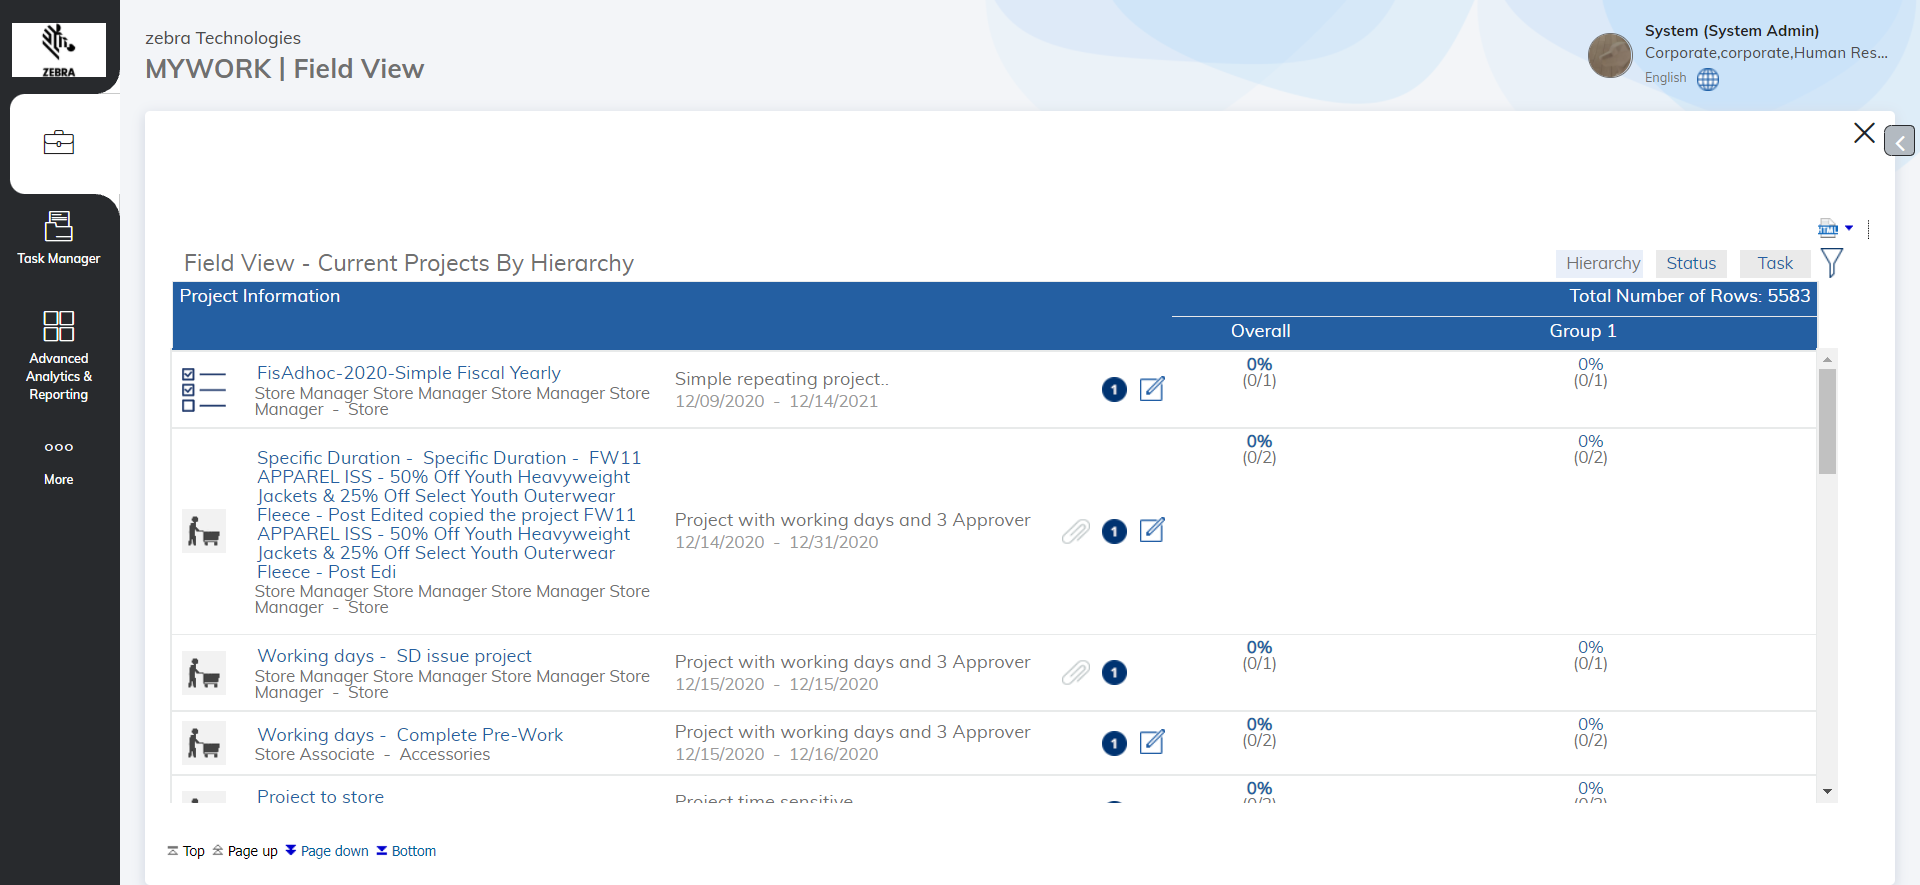 ZEBRA
zebra Technologies
MYWORK | Field View
System (System Admin)
Corporate,corporate,Human Res...
English
Task Manager
Advanced
Analytics &
Reporting
More
HTML
Field View - Current Projects By Hierarchy
Hierarchy
Status
Task
Project Information
Total Number of Rows: 5583
Overall
Group 1
FisAdhoc-2020-Simple Fiscal Yearly
Store Manager Store Manager Store Manager Store
Manager - Store
Simple repeating project..
12/09/2020 - 12/14/2021
1
0%
(0/1)
0%
(0/1)
Specific Duration - Specific Duration - FW11
APPAREL ISS - 50% Off Youth Heavyweight
Jackets & 25% Off Select Youth Outerwear
Fleece - Post Edited copied the project FW11
APPAREL ISS - 50% Off Youth Heavyweight
Jackets & 25% Off Select Youth Outerwear
Fleece - Post Edi
Store Manager Store Manager Store Manager Store
Manager - Store
Project with working days and 3 Approver
12/14/2020 - 12/31/2020
1
0%
(0/2)
0%
(0/2)
Working days - SD issue project
Store Manager Store Manager Store Manager Store
Manager - Store
Project with working days and 3 Approver
12/15/2020 - 12/15/2020
1
0%
(0/1)
0%
(0/1)
Working days - Complete Pre-Work
Store Associate - Accessories
Project with working days and 3 Approver
12/15/2020 - 12/16/2020
1
0%
(0/2)
0%
(0/2)
Project to store
Project time sensitive
0%
0%
Top
Page up
Page down
Bottom